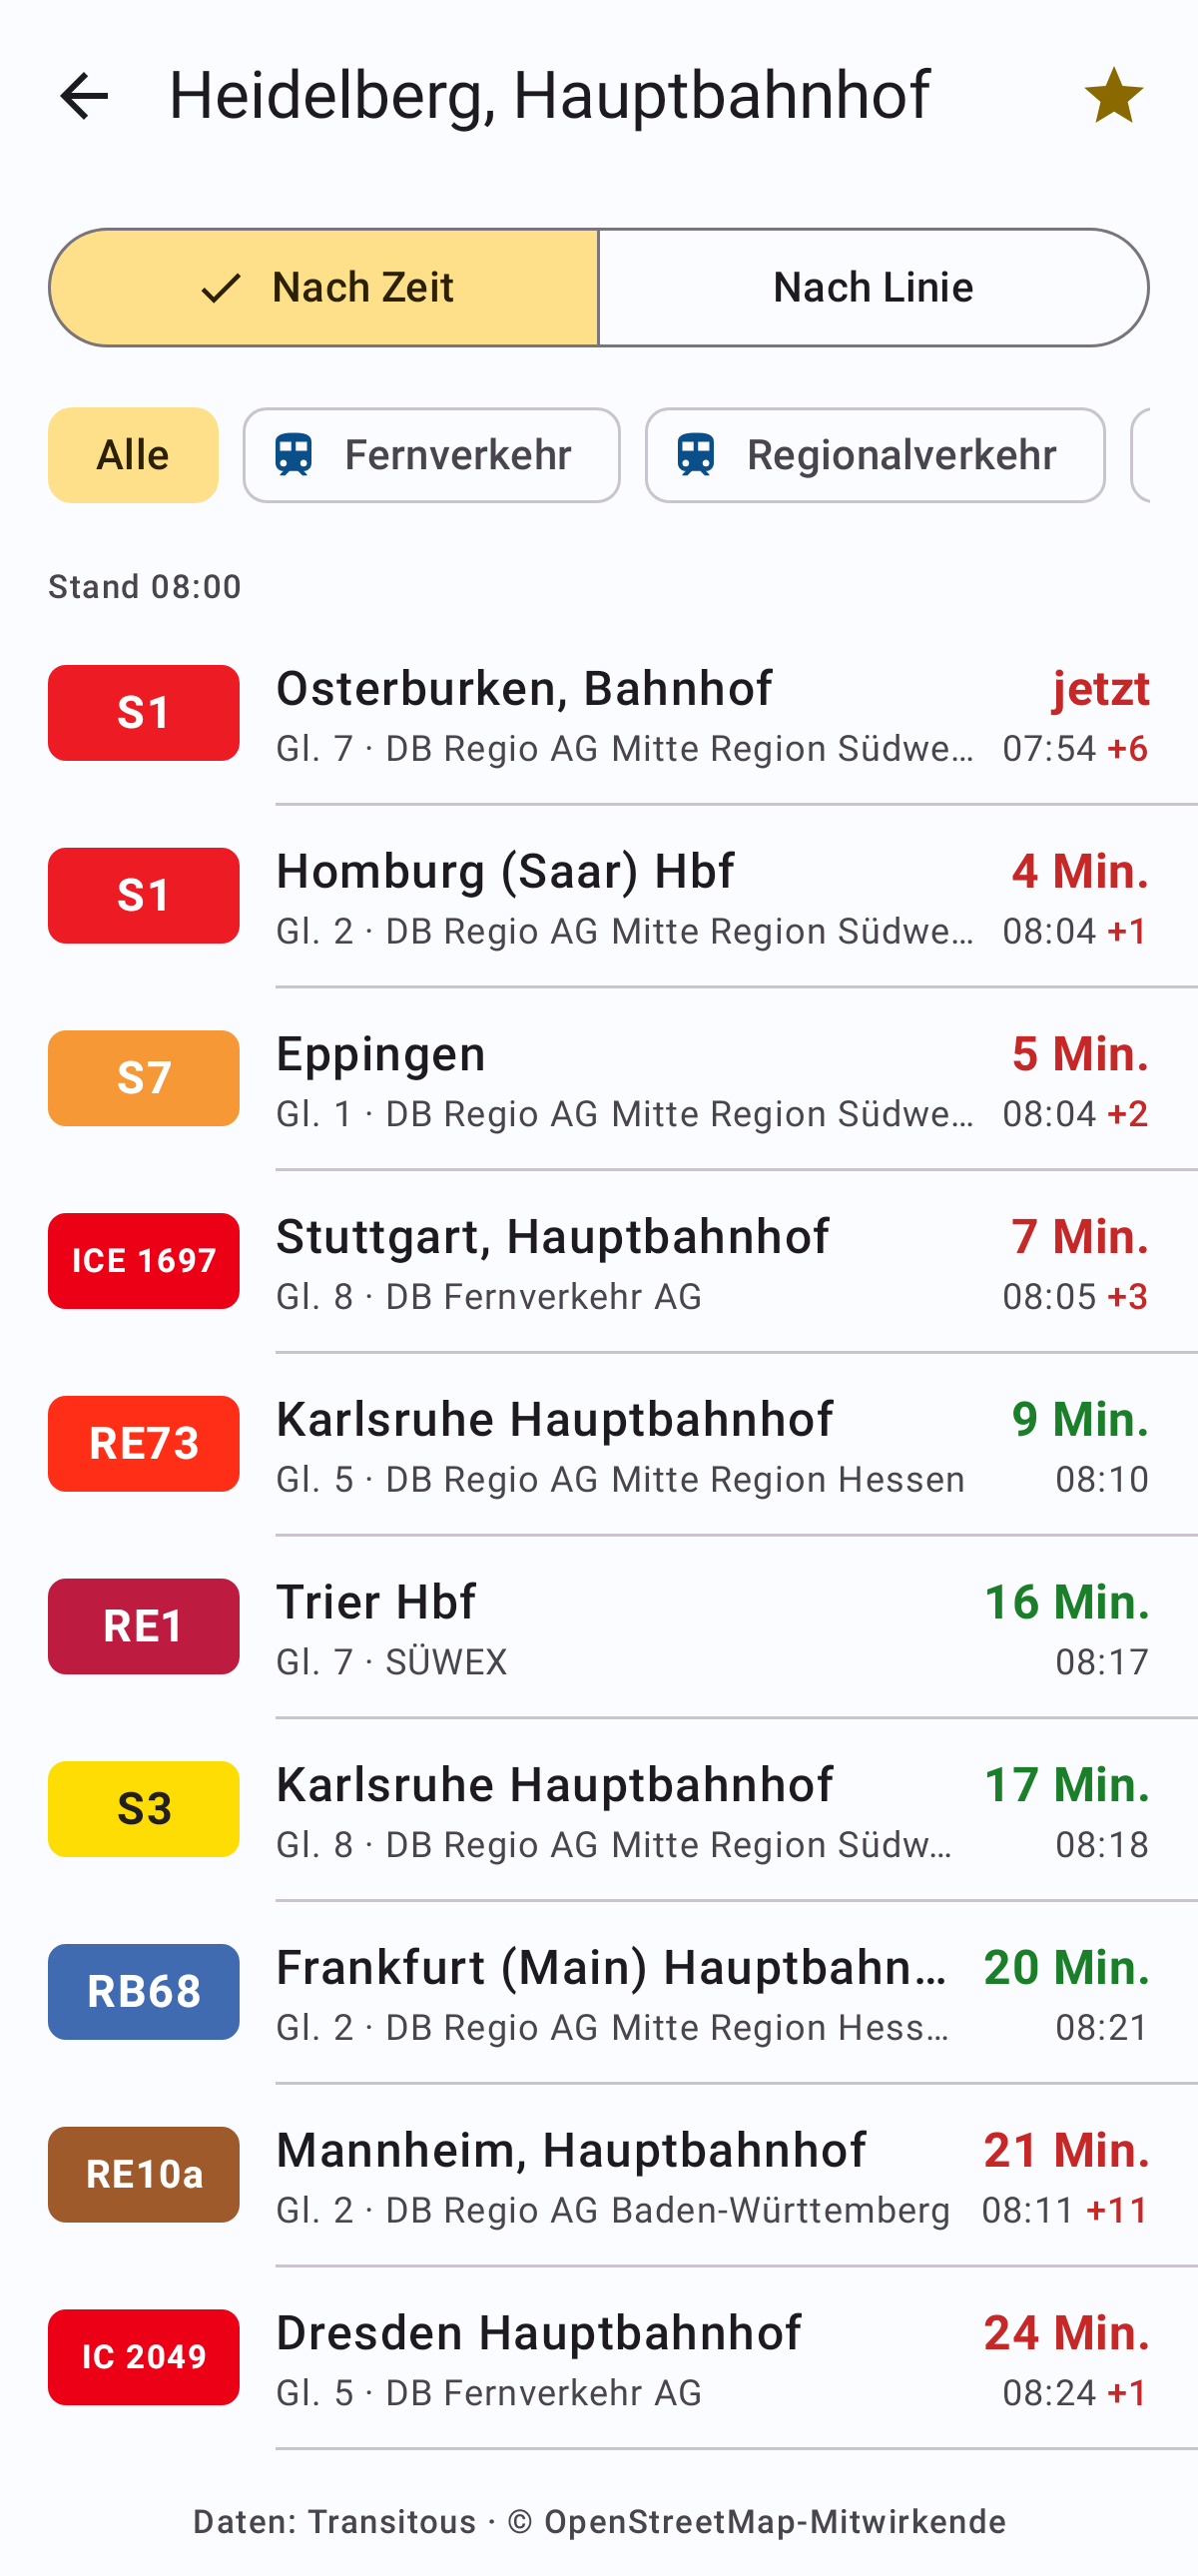 Heidelberg, Hauptbahnhof
Nach Zeit
Nach Linie
Alle
Fernverkehr
Regionalverkehr
Stand 08:00
S1
Osterburken, Bahnhof
jetzt
Gl. 7 · DB Regio AG Mitte Region Südwe…
07:54 +6
S1
Homburg (Saar) Hbf
4 Min.
Gl. 2 · DB Regio AG Mitte Region Südwe…
08:04 +1
S7
Eppingen
5 Min.
Gl. 1 · DB Regio AG Mitte Region Südwe…
08:04 +2
ICE 1697
Stuttgart, Hauptbahnhof
7 Min.
Gl. 8 · DB Fernverkehr AG
08:05 +3
RE73
Karlsruhe Hauptbahnhof
9 Min.
Gl. 5 · DB Regio AG Mitte Region Hessen
08:10
RE1
Trier Hbf
16 Min.
Gl. 7 · SÜWEX
08:17
S3
Karlsruhe Hauptbahnhof
17 Min.
Gl. 8 · DB Regio AG Mitte Region Südw…
08:18
RB68
Frankfurt (Main) Hauptbahn…
20 Min.
Gl. 2 · DB Regio AG Mitte Region Hess…
08:21
RE10a
Mannheim, Hauptbahnhof
21 Min.
Gl. 2 · DB Regio AG Baden-Württemberg
08:11 +11
IC 2049
Dresden Hauptbahnhof
24 Min.
Gl. 5 · DB Fernverkehr AG
08:24 +1
Daten: Transitous · © OpenStreetMap-Mitwirkende